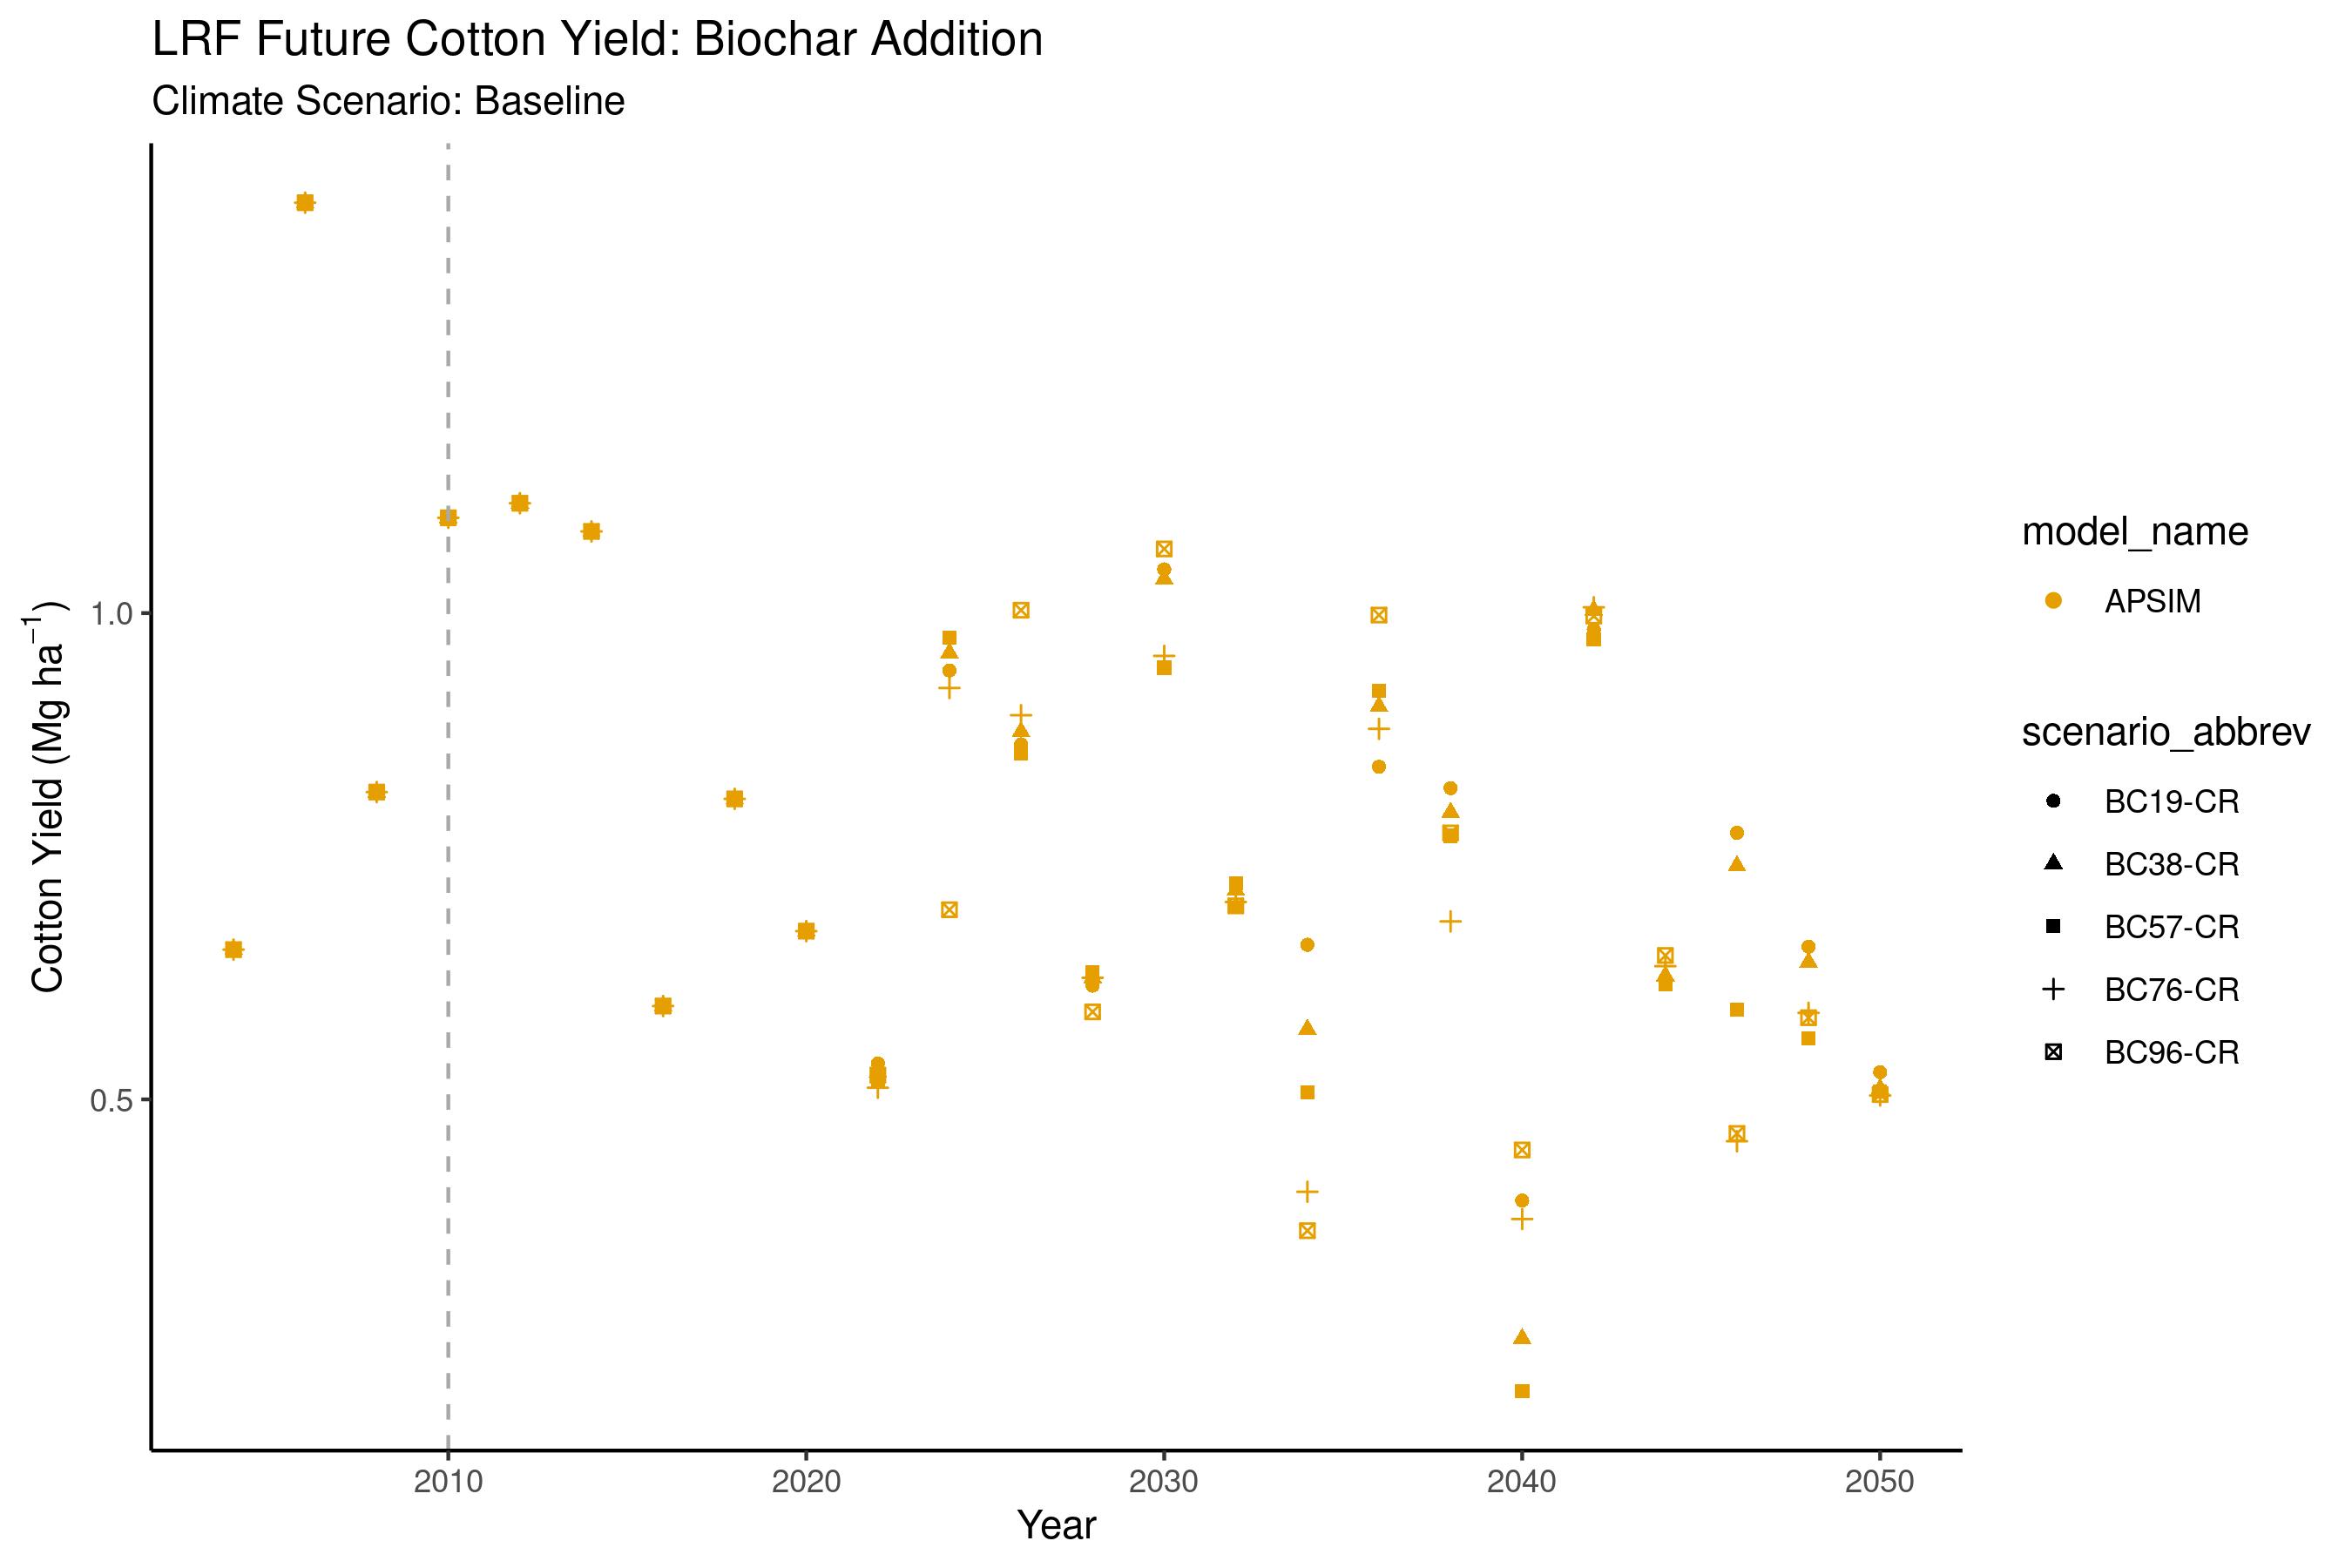 LRF Future Cotton Yield: Biochar Addition
Climate Scenario: Baseline
Cotton Yield (Mg ha⁻¹)
1.0
0.5
2010
2020
2030
2040
2050
Year
model_name
APSIM
scenario_abbrev
BC19-CR
BC38-CR
BC57-CR
BC76-CR
BC96-CR